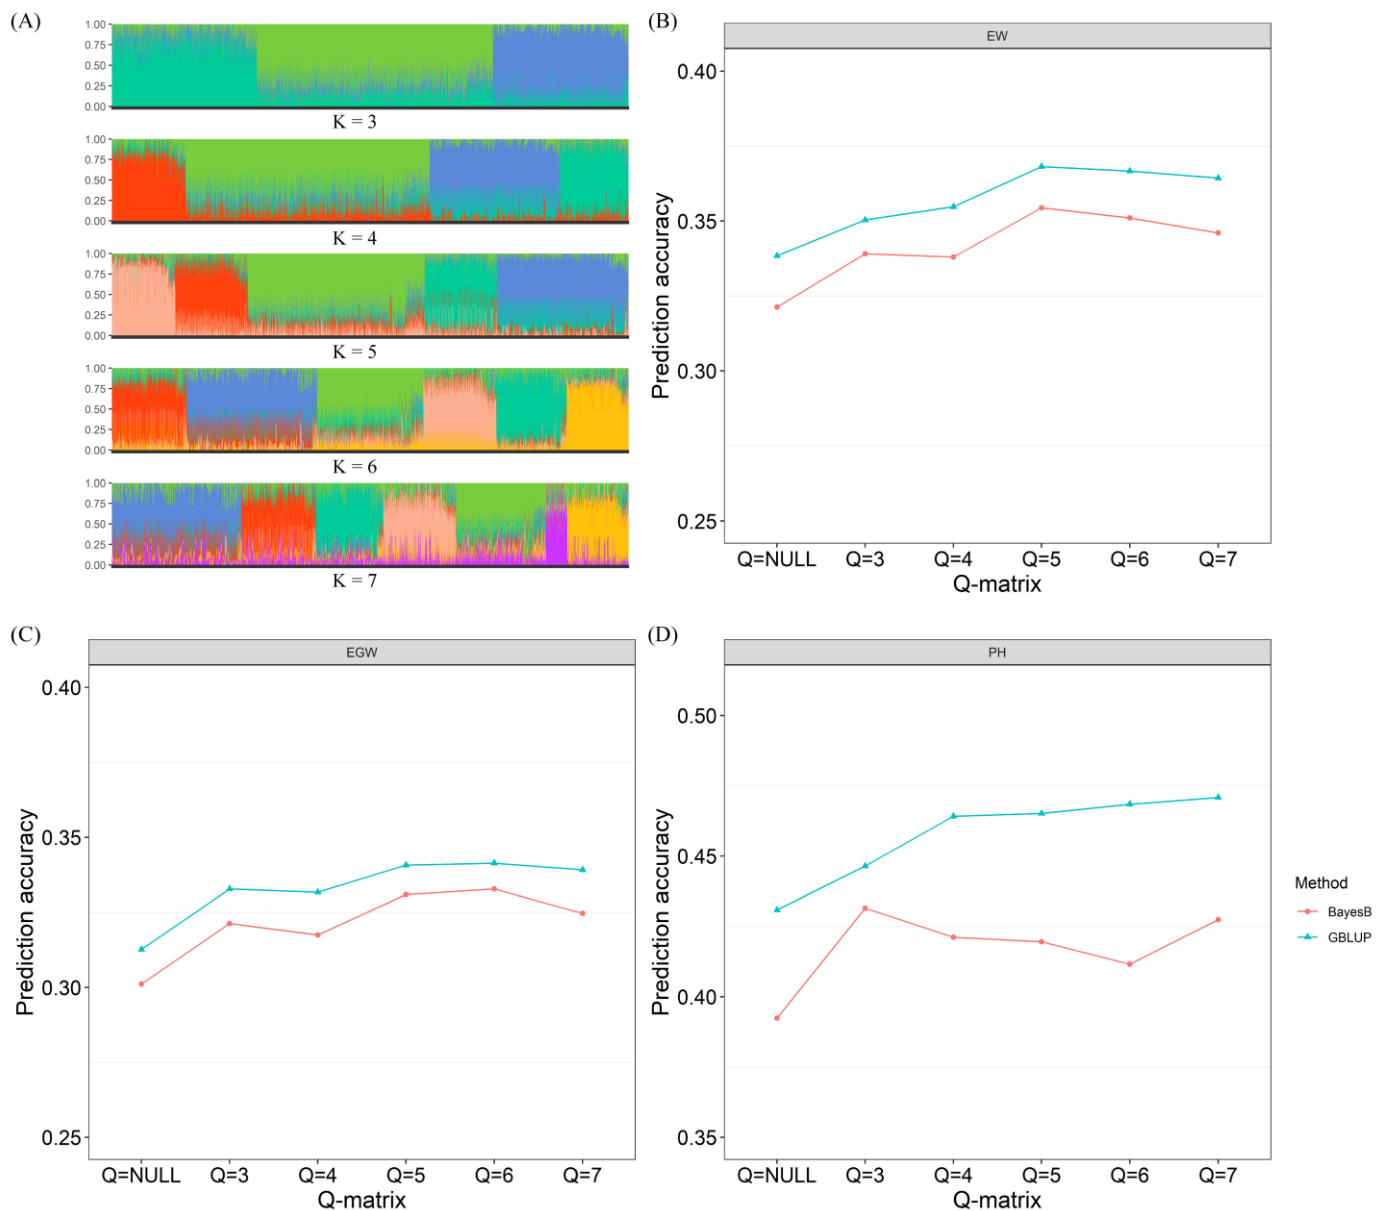 (A)
1.00
0.75
0.50
0.25
0.00
K = 3
1.00
0.75
0.50
0.25
0.00
K = 4
1.00
0.75
0.50
0.25
0.00
K = 5
1.00
0.75
0.50
0.25
0.00
K = 6
1.00
0.75
0.50
0.25
0.00
K = 7
(B)
EW
Prediction accuracy
0.40
0.35
0.30
0.25
Q=NULL Q=3 Q=4 Q=5 Q=6 Q=7
Q-matrix
(C)
EGW
Prediction accuracy
0.40
0.35
0.30
0.25
Q=NULL Q=3 Q=4 Q=5 Q=6 Q=7
Q-matrix
(D)
PH
Prediction accuracy
0.50
0.45
0.40
0.35
Q=NULL Q=3 Q=4 Q=5 Q=6 Q=7
Q-matrix
Method
BayesB
GBLUP